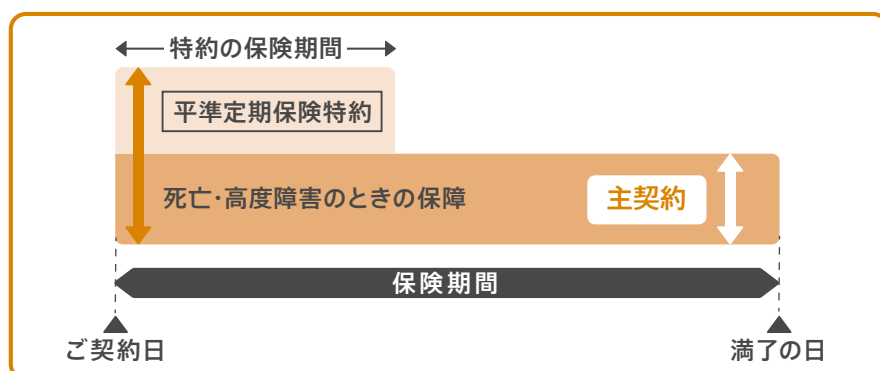 特約の保険期間
平準定期保険特約
死亡・高度障害のときの保障
主契約
保険期間
ご契約日
満了の日